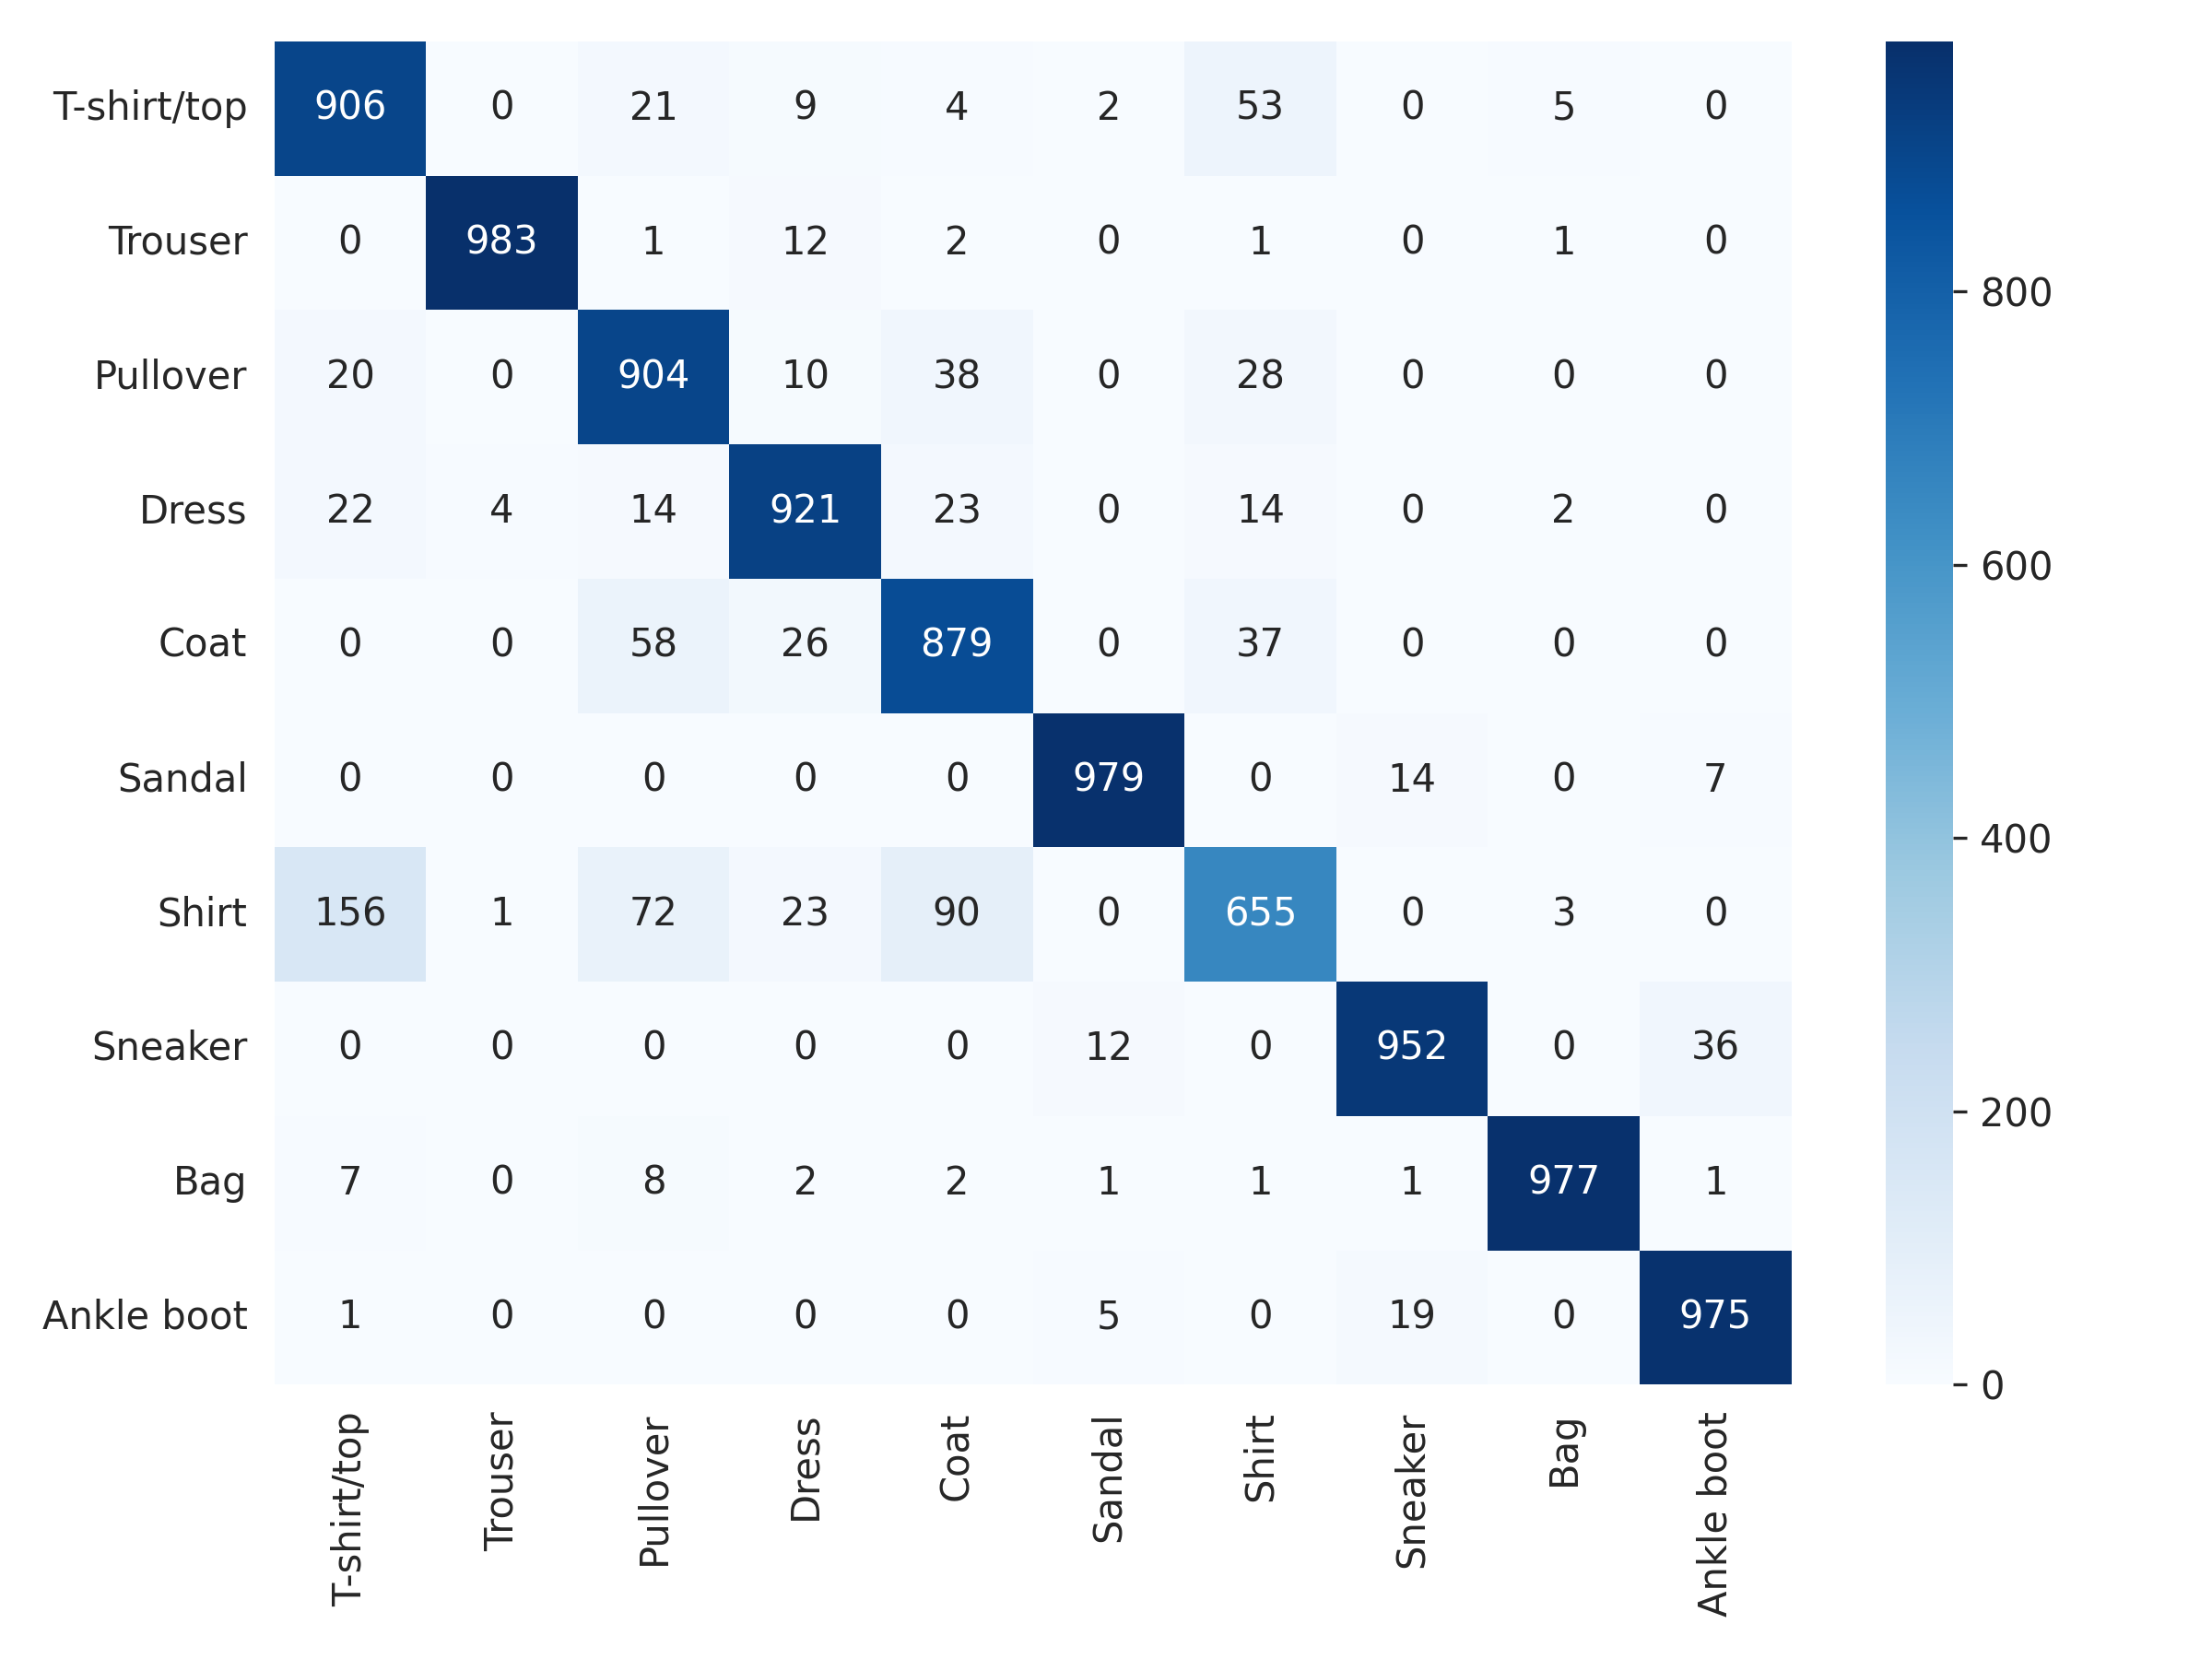 T-shirt/top 906 0 21 9 4 2 53 0 5 0
Trouser 0 983 1 12 2 0 1 0 1 0
800
Pullover 20 0 904 10 38 0 28 0 0 0
Dress 22 4 14 921 23 0 14 0 2 0
600
Coat 0 0 58 26 879 0 37 0 0 0
Sandal 0 0 0 0 0 979 0 14 0 7
400
Shirt 156 1 72 23 90 0 655 0 3 0
Sneaker 0 0 0 0 0 12 0 952 0 36
200
Bag 7 0 8 2 2 1 1 1 977 1
Ankle boot 1 0 0 0 0 5 0 19 0 975
0
T-shirt/top
Trouser
Pullover
Dress
Coat
Sandal
Shirt
Sneaker
Bag
Ankle boot